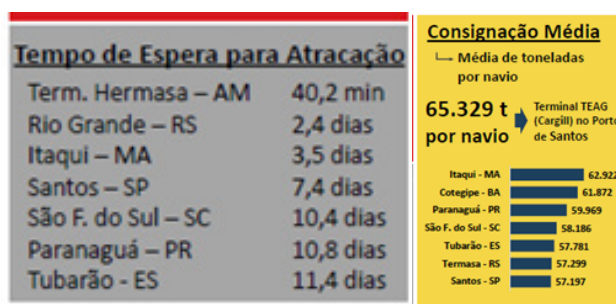 Tempo de Espera para Atracação
Term. Hermasa – AM 40,2 min
Rio Grande – RS 2,4 dias
Itaqui – MA 3,5 dias
Santos – SP 7,4 dias
São F. do Sul – SC 10,4 dias
Paranaguá – PR 10,8 dias
Tubarão - ES 11,4 dias
Consignação Média
Média de toneladas
por navio
65.329 t
por navio
Terminal TEAG
(Cargill) no Porto
de Santos
Itaqui - MA 62.922
Cotegipe - BA 61.872
Paranaguá - PR 59.969
São F. do Sul - SC 58.186
Tubarão - ES 57.781
Termasa - RS 57.299
Santos - SP 57.197